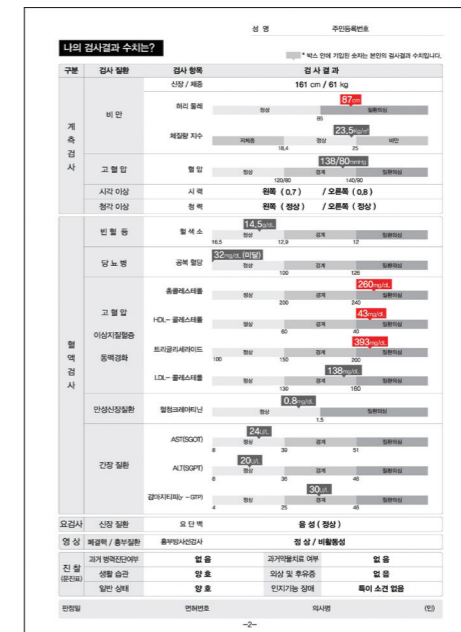 성 명 주민등록번호
나의 검사결과 수치는?
* 박스 안에 기입된 숫자는 본인의 검사결과 수치입니다.
구분 검사 질환 검사 항목 검 사 결 과
계측검사
비 만
신장 / 체중 161 cm / 61 kg
허리 둘레 87cm
정상 질환의심
85
체질량 지수 23.5kg/m²
저체중 정상 비만
18.4 25
고 혈 압 혈 압 138/80mmHg
정상 경계 질환의심
120/80 140/90
시각 이상 시 력 왼쪽 ( 0.7 ) / 오른쪽 ( 0.8 )
청각 이상 청 력 왼쪽 ( 정상 ) / 오른쪽 ( 정상 )
혈액검사
빈 혈 등 혈 색 소 14.5g/dL
정상 경계 질환의심
16.5 12.9 12
당 뇨 병 공복 혈당 32mg/dL (미달)
정상 경계 질환의심
100 126
고 혈 압
이상지질혈증
동맥경화
총콜레스테롤 260mg/dL
정상 경계 질환의심
200 240
HDL- 콜레스테롤 43mg/dL
정상 경계 질환의심
60 40
트리글리세라이드 393mg/dL
정상 경계 질환의심
100 150 200
LDL- 콜레스테롤 138mg/dL
정상 경계 질환의심
130 160
만성신장질환 혈청크레아티닌 0.8mg/dL
정상 질환의심
1.5
간장 질환
AST(SGOT) 24U/L
정상 경계 질환의심
8 39 51
ALT(SGPT) 20U/L
정상 경계 질환의심
6 36 46
감마지티피(γ - GTP) 30U/L
정상 경계 질환의심
4 25 46
요검사 신장 질환 요 단 백 음 성 ( 정상 )
영 상 폐결핵 / 흉부질환 흉부방사선검사 정 상 / 비활동성
진 찰
(문진표)
과거 병력진단여부 없 음 과거약물치료 여부 없 음
생활 습관 양 호 외상 및 후유증 없 음
일반 상태 양 호 인지기능 장애 특이 소견 없음
판정일 면허번호 의사명 (인)
-2-